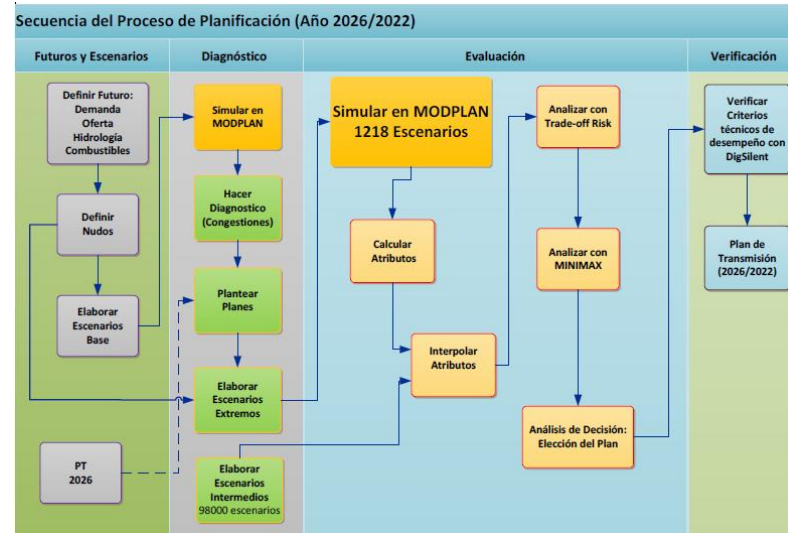 Secuencia del Proceso de Planificación (Año 2026/2022)
Futuros y Escenarios
Diagnóstico
Evaluación
Verificación
Definir Futuro:
Demanda
Oferta
Hidrología
Combustibles
Definir
Nudos
Elaborar
Escenarios
Base
PT
2026
Simular en
MODPLAN
Hacer
Diagnostico
(Congestiones)
Plantear
Planes
Elaborar
Escenarios
Extremos
Elaborar
Escenarios
Intermedios
98000 escenarios
Simular en MODPLAN
1218 Escenarios
Calcular
Atributos
Interpolar
Atributos
Analizar con
Trade-off Risk
Analizar con
MINIMAX
Análisis de Decisión:
Elección del Plan
Verificar
Criterios
técnicos de
desempeño con
DigSilent
Plan de
Transmisión
(2026/2022)